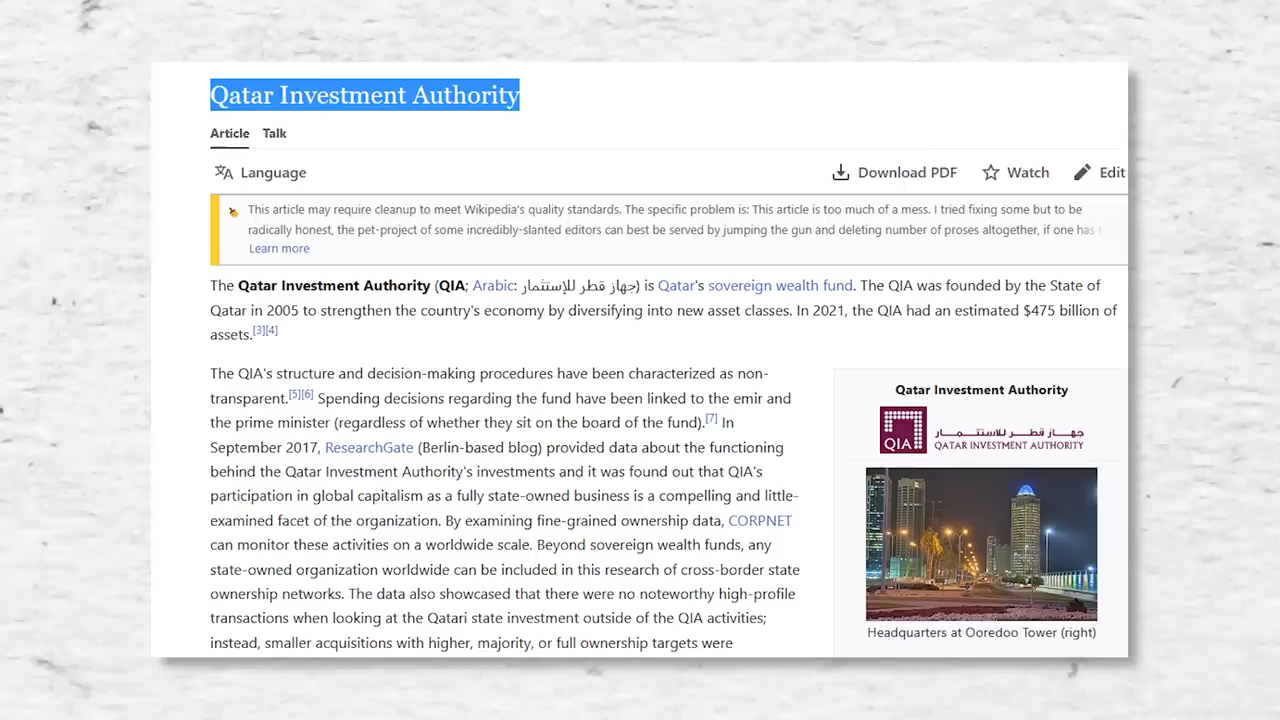 Qatar Investment Authority
Article Talk
Language Download PDF Watch Edit
This article may require cleanup to meet Wikipedia's quality standards. The specific problem is: This article is too much of a mess. I tried fixing some but to be
radically honest, the pet-project of some incredibly-slanted editors can best be served by jumping the gun and deleting number of proses altogether, if one has
Learn more
The Qatar Investment Authority (QIA; Arabic: جهاز قطر للإستثمار) is Qatar's sovereign wealth fund. The QIA was founded by the State of
Qatar in 2005 to strengthen the country's economy by diversifying into new asset classes. In 2021, the QIA had an estimated $475 billion of
assets.[3][4]
The QIA's structure and decision-making procedures have been characterized as non-
transparent.[5][6] Spending decisions regarding the fund have been linked to the emir and
the prime minister (regardless of whether they sit on the board of the fund).[7] In
September 2017, ResearchGate (Berlin-based blog) provided data about the functioning
behind the Qatar Investment Authority's investments and it was found out that QIA's
participation in global capitalism as a fully state-owned business is a compelling and little-
examined facet of the organization. By examining fine-grained ownership data, CORPNET
can monitor these activities on a worldwide scale. Beyond sovereign wealth funds, any
state-owned organization worldwide can be included in this research of cross-border state
ownership networks. The data also showcased that there were no noteworthy high-profile
transactions when looking at the Qatari state investment outside of the QIA activities;
instead, smaller acquisitions with higher, majority, or full ownership targets were
Qatar Investment Authority
QIA
جهاز قطر للاستثمار
QATAR INVESTMENT AUTHORITY
Headquarters at Ooredoo Tower (right)